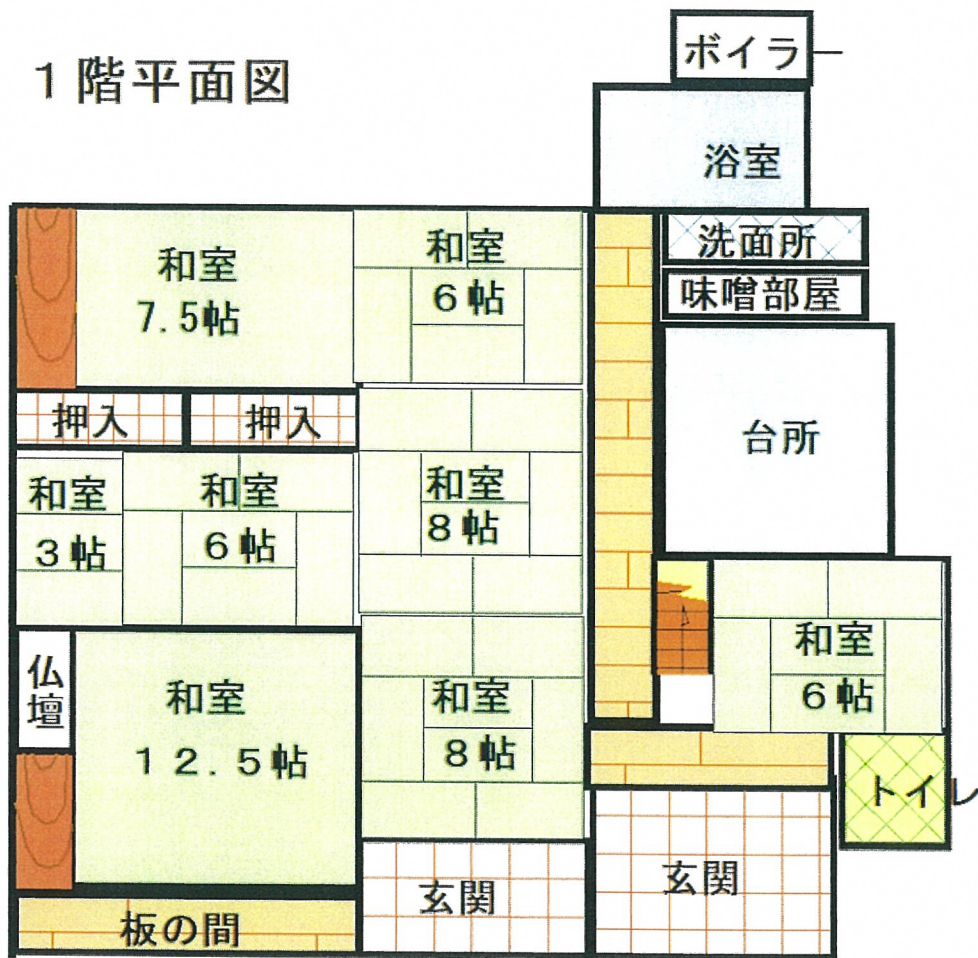 1階平面図
ボイラー
浴室
洗面所
味噌部屋
台所
和室
7.5帖
和室
6帖
押入
押入
和室
3帖
和室
6帖
和室
8帖
仏壇
和室
12.5帖
和室
8帖
和室
6帖
トイレ
板の間
玄関
玄関